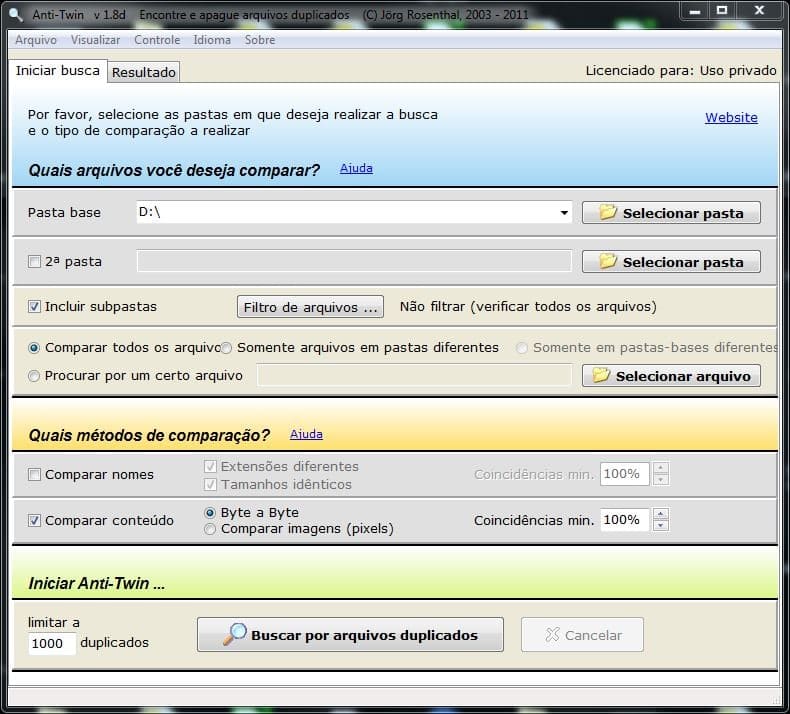 Anti-Twin v 1.8d Encontre e apague arquivos duplicados (C) Jörg Rosenthal, 2003 - 2011
Arquivo Visualizar Controle Idioma Sobre
Iniciar busca Resultado Licenciado para: Uso privado
Por favor, selecione as pastas em que deseja realizar a busca
e o tipo de comparação a realizar
Website
Quais arquivos você deseja comparar? Ajuda
Pasta base D:\ Selecionar pasta
2ª pasta Selecionar pasta
Incluir subpastas Filtro de arquivos ... Não filtrar (verificar todos os arquivos)
Comparar todos os arquivo Somente arquivos em pastas diferentes Somente em pastas-bases diferentes
Procurar por um certo arquivo Selecionar arquivo
Quais métodos de comparação? Ajuda
Comparar nomes Extensões diferentes Coincidências min. 100%
Tamanhos idênticos
Comparar conteúdo Byte a Byte Coincidências min. 100%
Comparar imagens (pixels)
Iniciar Anti-Twin ...
limitar a
1000 duplicados Buscar por arquivos duplicados Cancelar